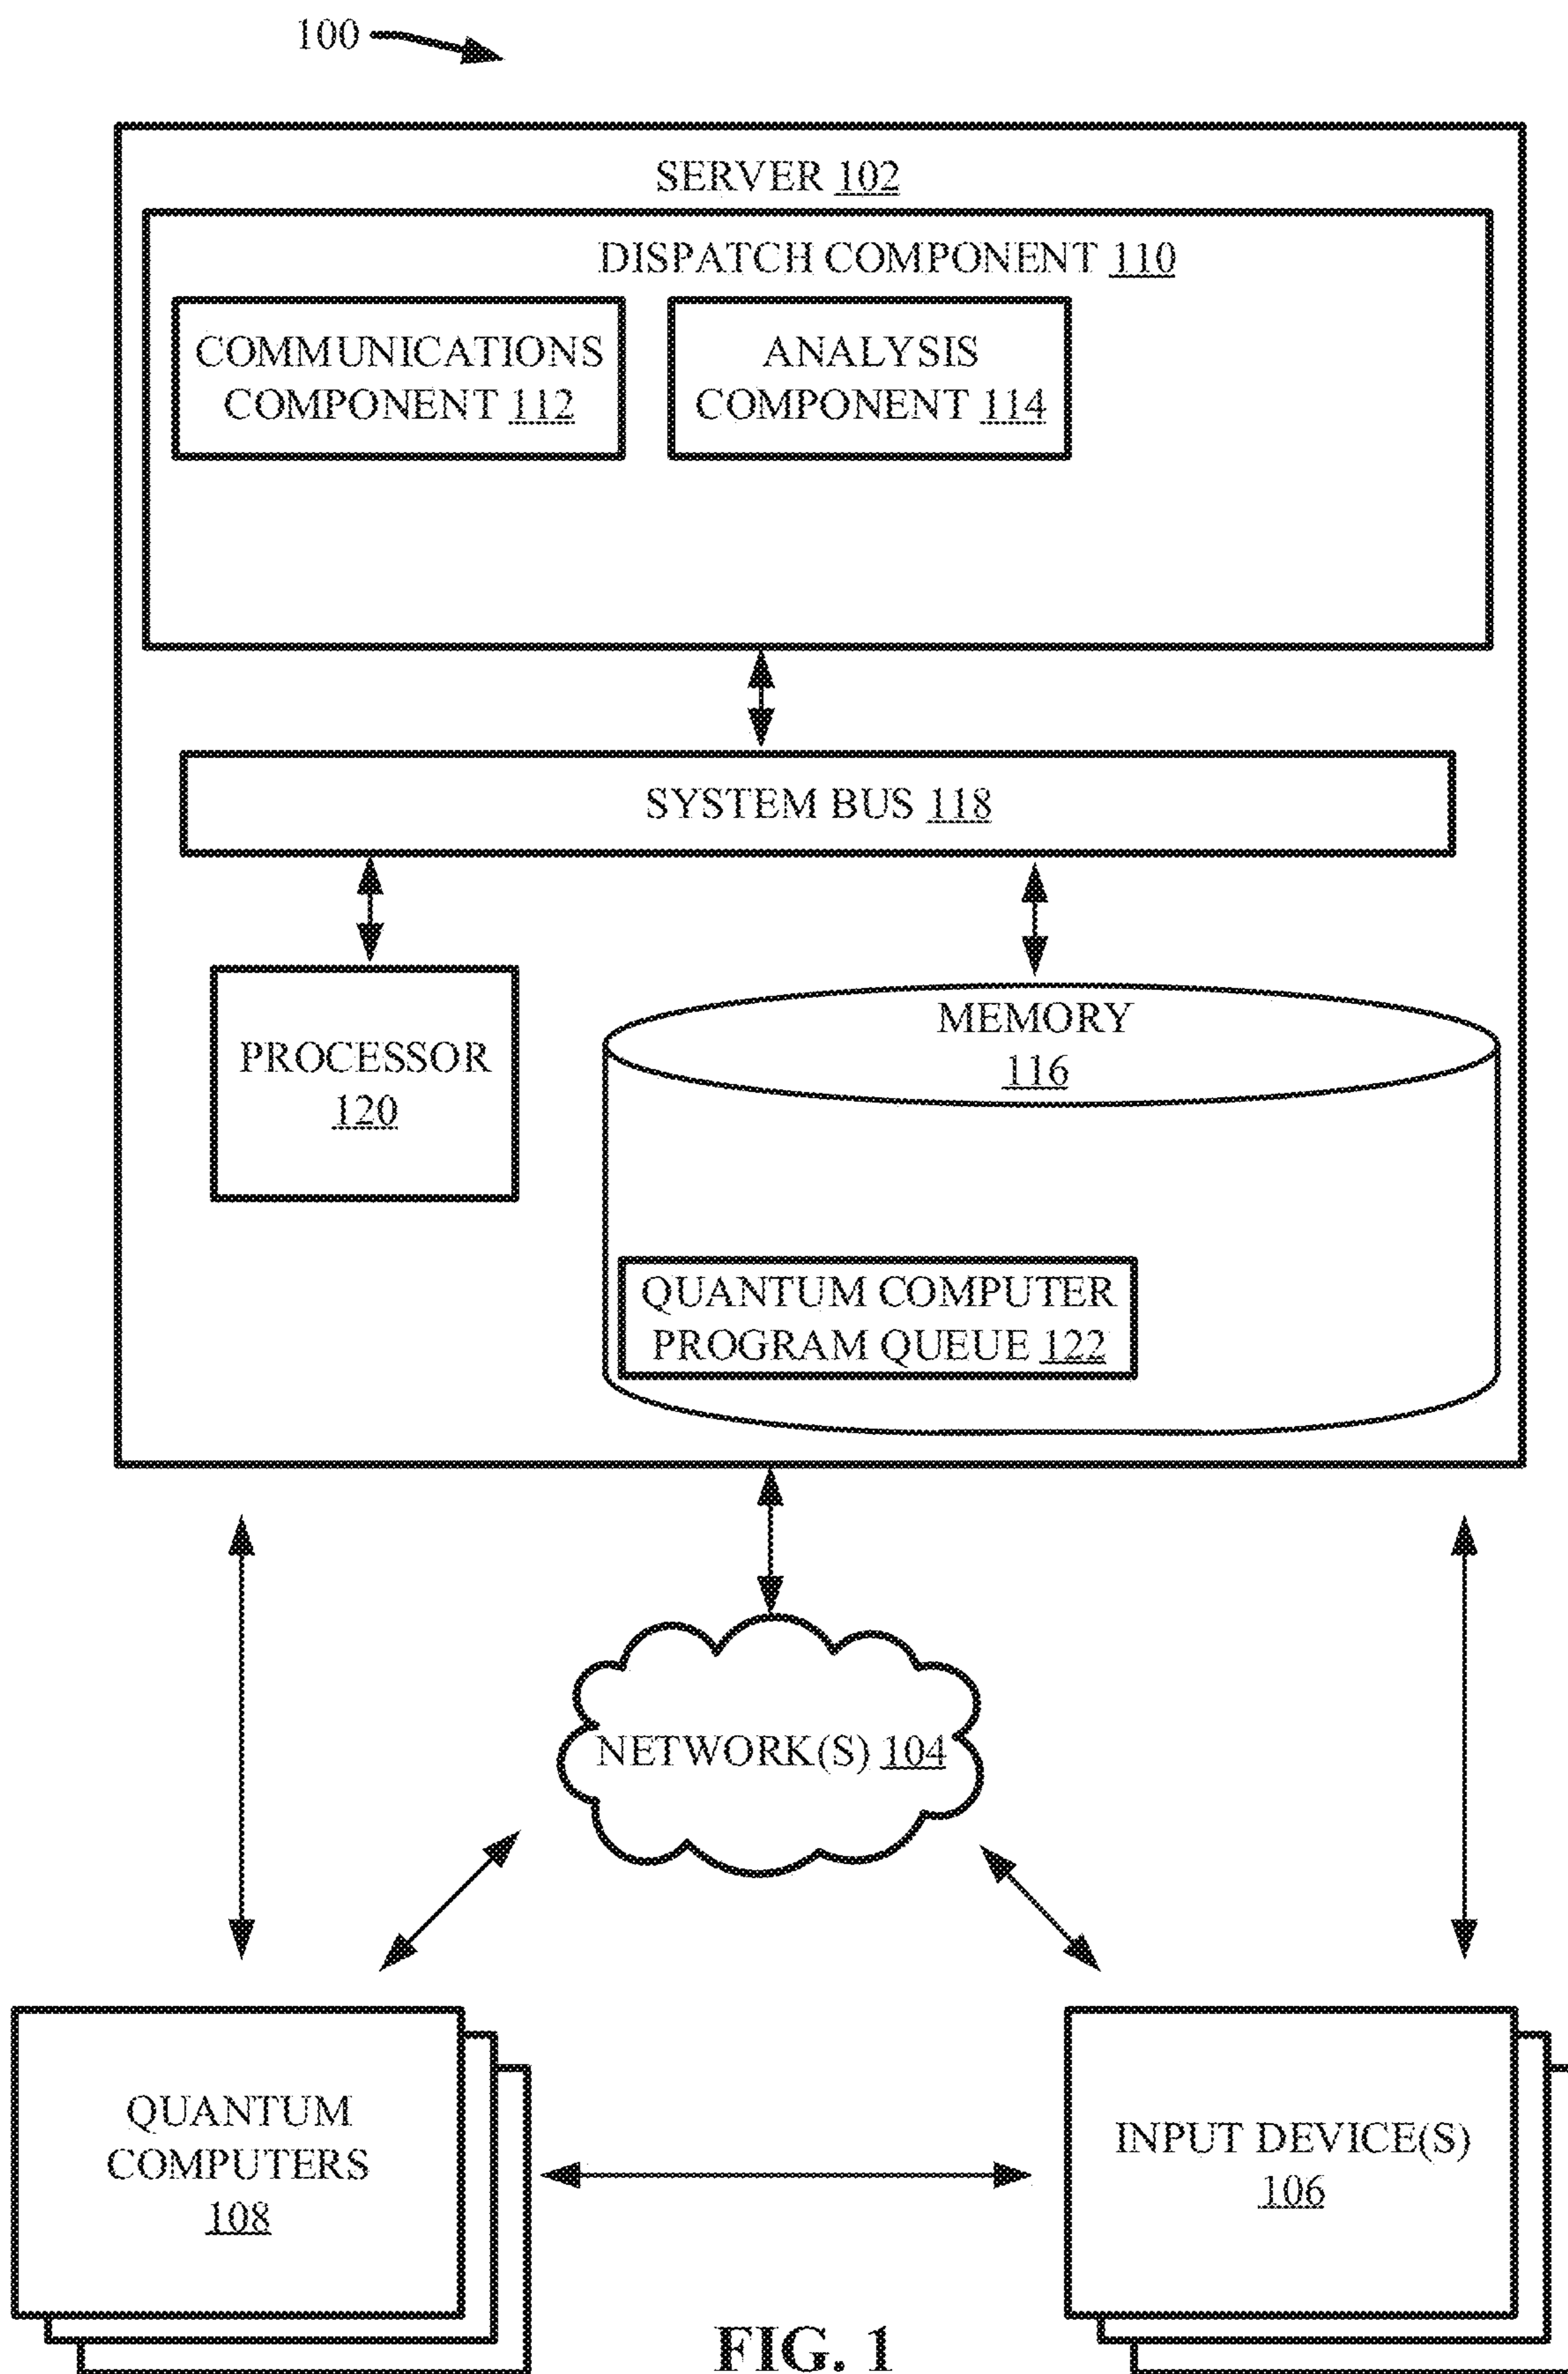 100
SERVER 102
DISPATCH COMPONENT 110
COMMUNICATIONS
COMPONENT 112
ANALYSIS
COMPONENT 114
SYSTEM BUS 118
PROCESSOR
120
MEMORY
116
QUANTUM COMPUTER
PROGRAM QUEUE 122
NETWORK(S) 104
QUANTUM
COMPUTERS
108
INPUT DEVICE(S)
106
FIG. 1